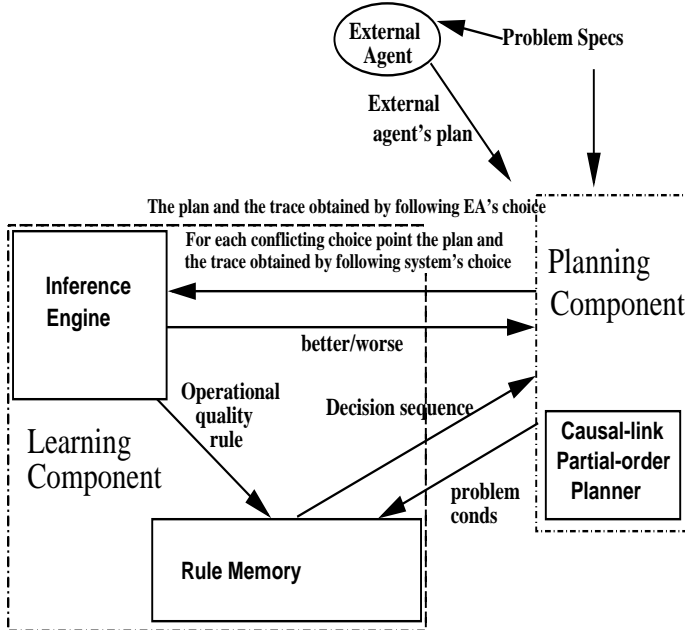 External
Agent
Problem Specs
External
agent's plan
The plan and the trace obtained by following EA's choice
For each conflicting choice point the plan and
the trace obtained by following system's choice
Inference
Engine
Planning
Component
better/worse
Operational
quality
rule
Decision sequence
Learning
Component
Causal-link
Partial-order
Planner
problem
conds
Rule Memory